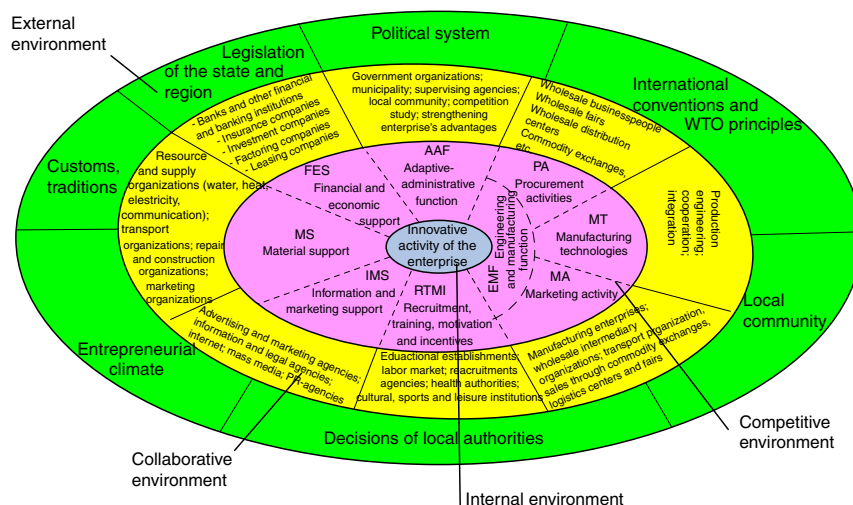 External
environment
Legislation
of the state and
region
Political system
International
conventions and
WTO principles
Customs,
traditions
Local
community
Entrepreneurial
climate
Decisions of local authorities
Collaborative
environment
Internal environment
Competitive
environment
- Banks and other financial
and banking institutions
- Insurance companies
- Investment companies
- Factoring companies
- Leasing companies
Government organizations;
municipality; supervising agencies;
local community; competition
study; strengthening
enterprise's advantages
Wholesale businesspeople
Wholesale fairs
Wholesale distribution
centers
Commodity exchanges,
etc.
Resource
and supply
organizations (water, heat,
elestricity,
communication);
transport
organizations; repair
and construction
organizations;
marketing
organizations
Production
engineering;
cooperation;
integration
Advertising and marketing agencies;
information and legal agencies;
internet; mass media; PR-agencies
Eduactional establishments;
labor market; reacruitments
agencies; health authorities;
cultural, sports and leisure institutions
Manufacturing enterprises;
wholesale intermediary
organizations; transport organization,
sales through commodity exchanges,
logistics centers and fairs
FES
Financial and
economic
support
AAF
Adaptive-
administrative
function
PA
Procurement
activities
MS
Material support
Innovative
activity of the
enterprise
EMF
Engineering
and manufacturing
function
MT
Manufacturing
technologies
IMS
Information and
marketing support
RTMI
Recruitment,
training, motivation
and incentives
MA
Marketing activity